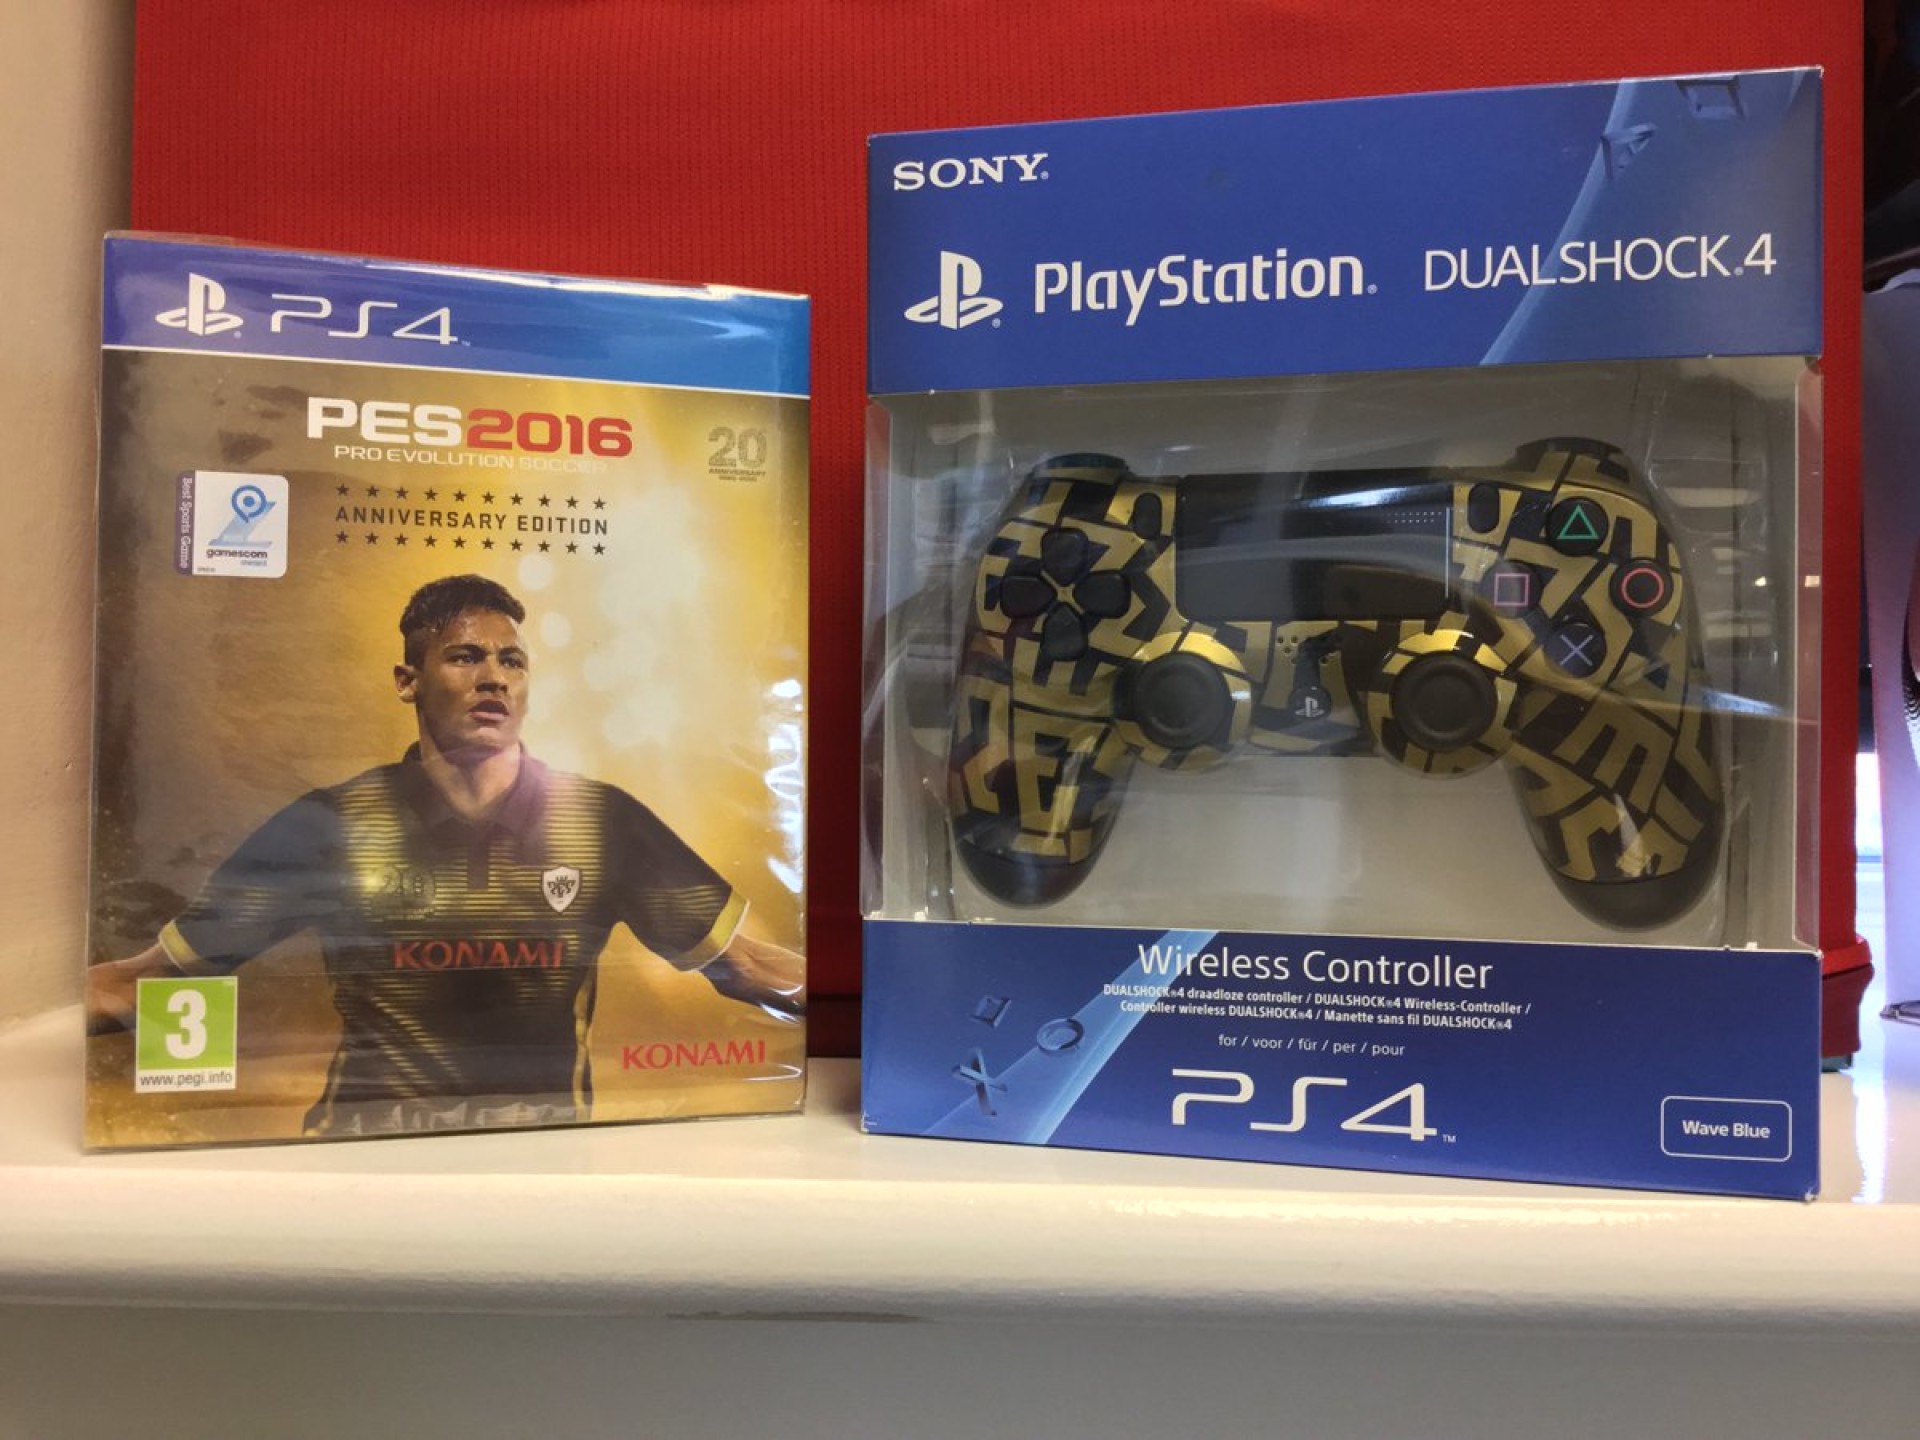 PS4
PES2016
PRO EVOLUTION SOCCER
20
ANNIVERSARY
Best Sports Game
gamescom
ANNIVERSARY EDITION
KONAMI
3
www.pegi.info
KONAMI
SONY®
PlayStation® DUALSHOCK®4
Wireless Controller
DUALSHOCK®4 draadloze controller / DUALSHOCK®4 Wireless-Controller /
Controller wireless DUALSHOCK®4 / Manette sans fil DUALSHOCK®4
for / voor / für / per / pour
PS4™
Wave Blue